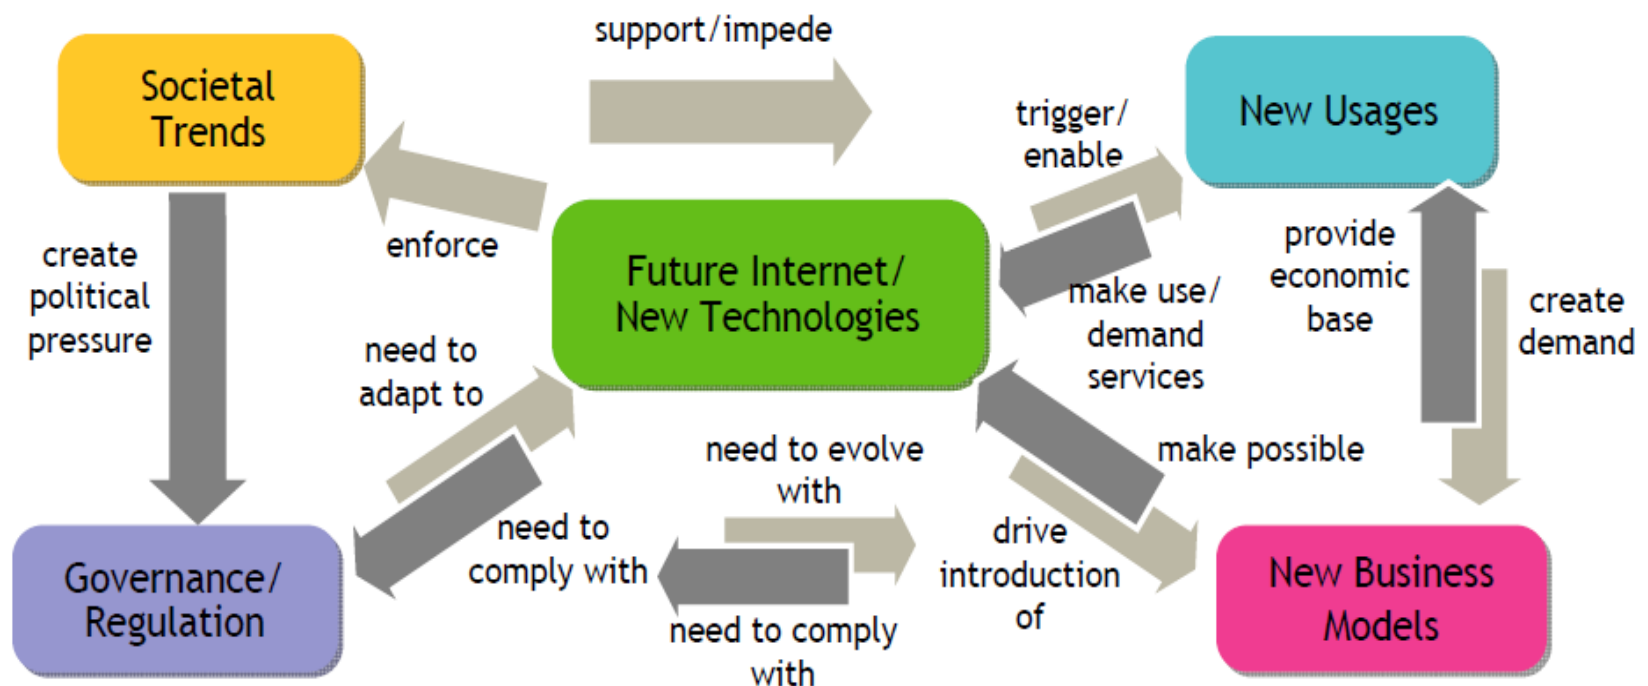 support/impede
Societal
Trends
New Usages
trigger/
enable
enforce
create
political
pressure
Future Internet/
New Technologies
provide
economic
base
make use/
demand
services
create
demand
need to
adapt to
need to evolve
with
make possible
need to
comply with
drive
introduction
of
Governance/
Regulation
need to comply
with
New Business
Models